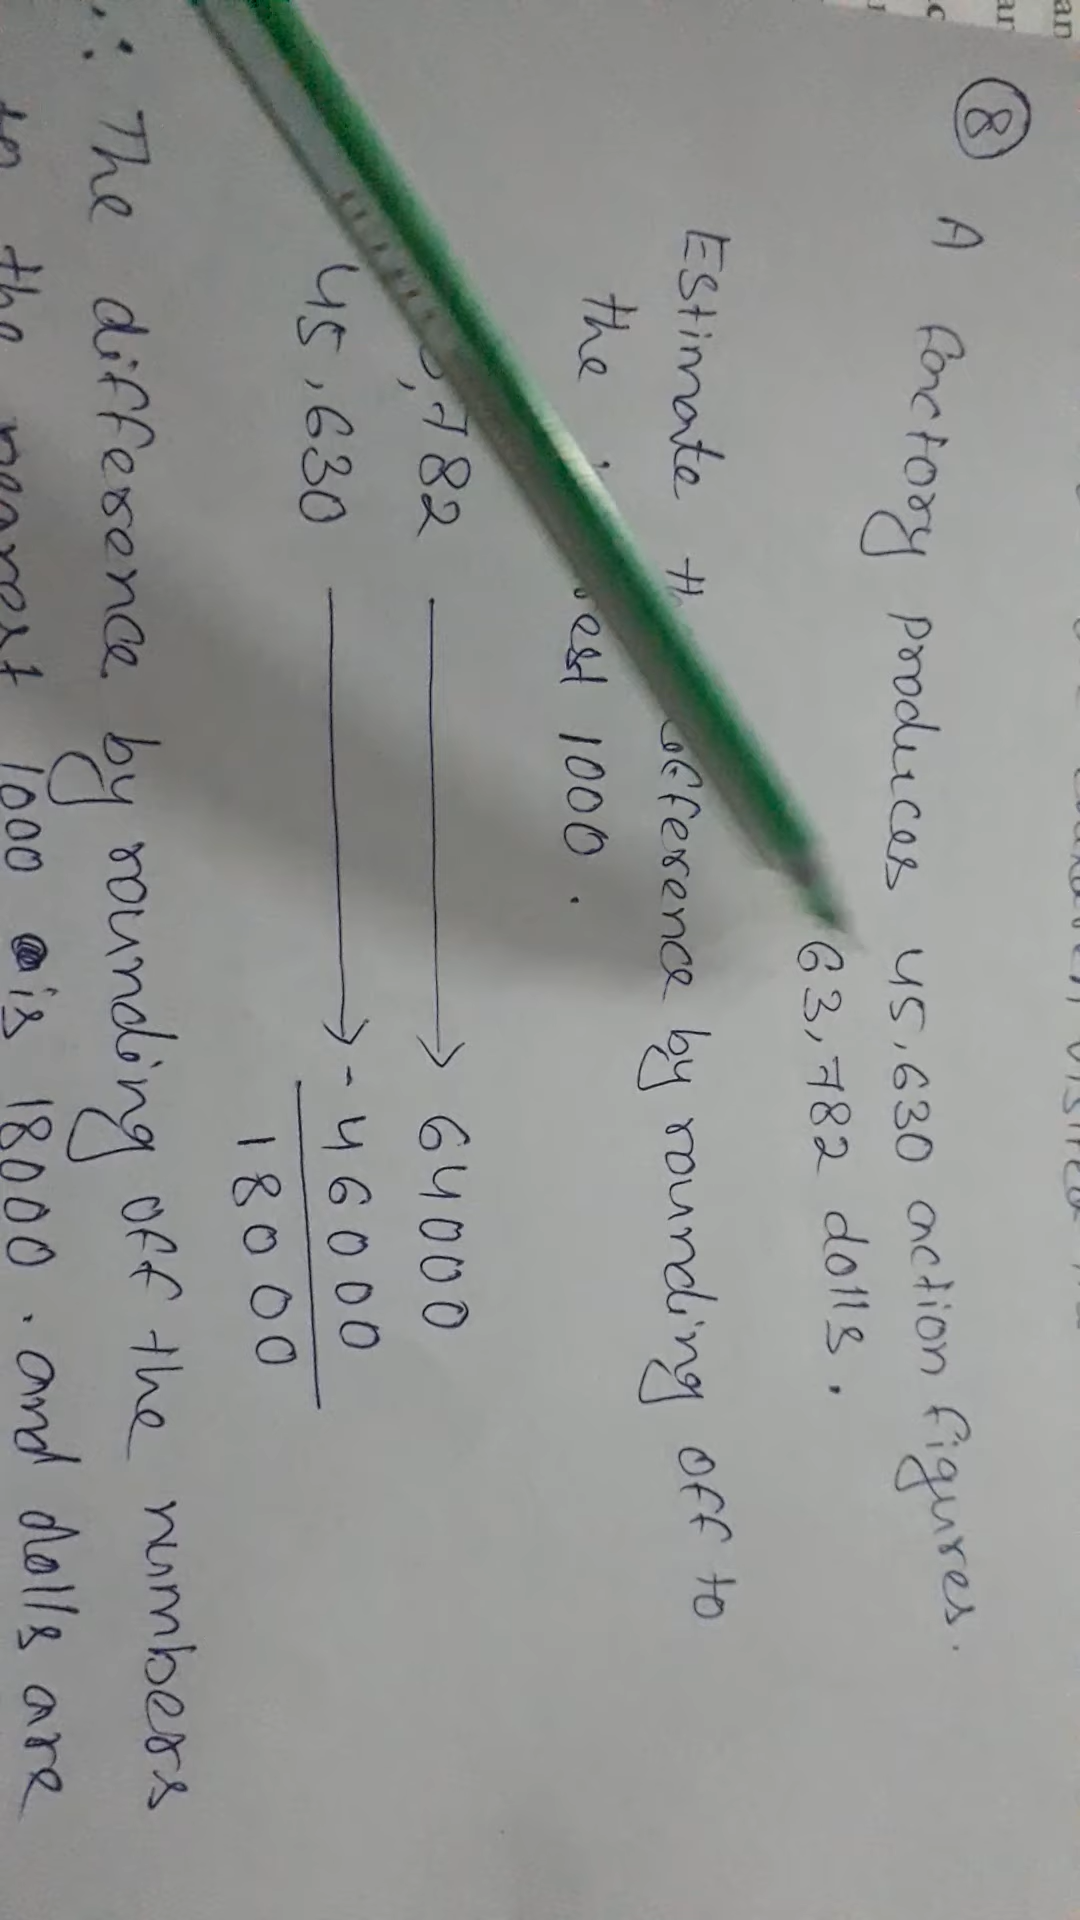 ⑧ A factory produces 45,630 action figures.
63,782 dolls.
Estimate difference by rounding off to
the 1000.
,782 → 64000
45,630 → - 46000
18000
∴ The difference by rounding off the numbers
to the nearest 1000 is 18000 . and dolls are